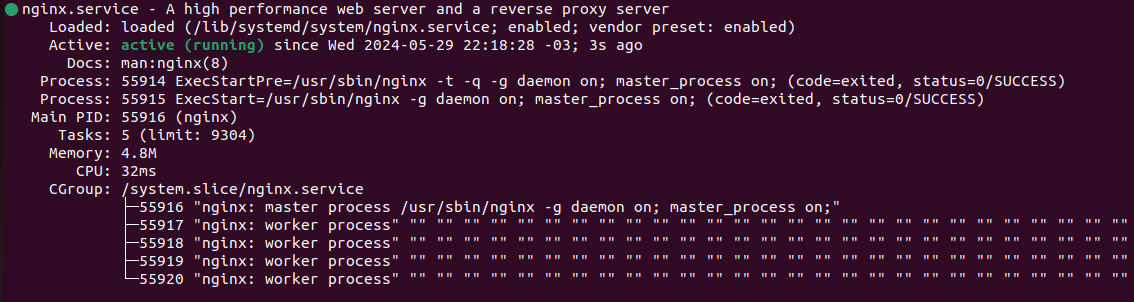 ● nginx.service - A high performance web server and a reverse proxy server
Loaded: loaded (/lib/systemd/system/nginx.service; enabled; vendor preset: enabled)
Active: active (running) since Wed 2024-05-29 22:18:28 -03; 3s ago
Docs: man:nginx(8)
Process: 55914 ExecStartPre=/usr/sbin/nginx -t -q -g daemon on; master_process on; (code=exited, status=0/SUCCESS)
Process: 55915 ExecStart=/usr/sbin/nginx -g daemon on; master_process on; (code=exited, status=0/SUCCESS)
Main PID: 55916 (nginx)
Tasks: 5 (limit: 9304)
Memory: 4.8M
CPU: 32ms
CGroup: /system.slice/nginx.service
├─55916 "nginx: master process /usr/sbin/nginx -g daemon on; master_process on;"
├─55917 "nginx: worker process" "" "" "" "" "" "" "" "" "" "" "" "" "" "" "" "" "" "" "" "" "" "" "" "" "" "" ""
├─55918 "nginx: worker process" "" "" "" "" "" "" "" "" "" "" "" "" "" "" "" "" "" "" "" "" "" "" "" "" "" "" ""
├─55919 "nginx: worker process" "" "" "" "" "" "" "" "" "" "" "" "" "" "" "" "" "" "" "" "" "" "" "" "" "" "" ""
└─55920 "nginx: worker process" "" "" "" "" "" "" "" "" "" "" "" "" "" "" "" "" "" "" "" "" "" "" "" "" "" "" ""